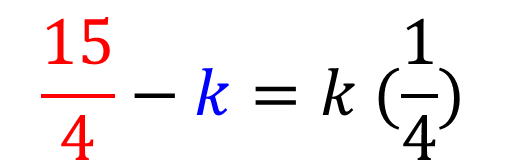 15/4 − k = k (1/4)